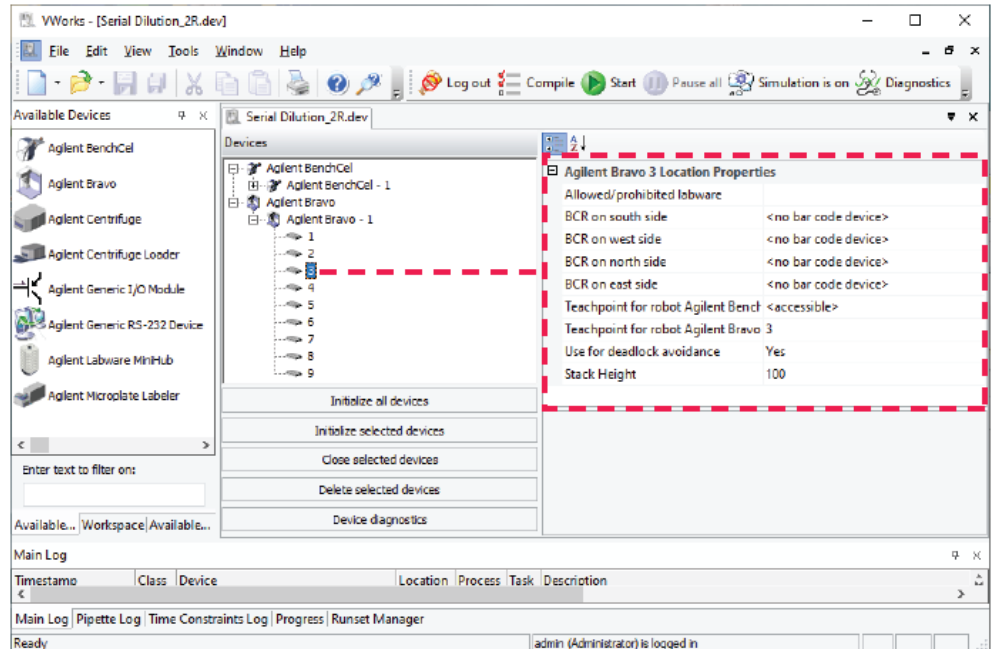 VWorks - [Serial Dilution_2R.dev]
File Edit View Tools Window Help
Log out Compile Start Pause all Simulation is on Diagnostics
Available Devices
Agilent BenchCel
Agilent Bravo
Agilent Centrifuge
Agilent Centrifuge Loader
Agilent Generic I/O Module
Agilent Generic RS-232 Device
Agilent Labware MiniHub
Agilent Microplate Labeler
Enter text to filter on:
Available... Workspace Available...
Serial Dilution_2R.dev
Devices
Agilent BenchCel
Agilent BenchCel - 1
Agilent Bravo
Agilent Bravo - 1
1
2
3
4
5
6
7
8
9
Initialize all devices
Initialize selected devices
Close selected devices
Delete selected devices
Device diagnostics
Agilent Bravo 3 Location Properties
Allowed/prohibited labware
BCR on south side <no bar code device>
BCR on west side <no bar code device>
BCR on north side <no bar code device>
BCR on east side <no bar code device>
Teachpoint for robot Agilent Bench <accessible>
Teachpoint for robot Agilent Bravo 3
Use for deadlock avoidance Yes
Stack Height 100
Main Log
Timestamp Class Device Location Process Task Description
Main Log Pipette Log Time Constraints Log Progress Runset Manager
Ready admin (Administrator) is logged in